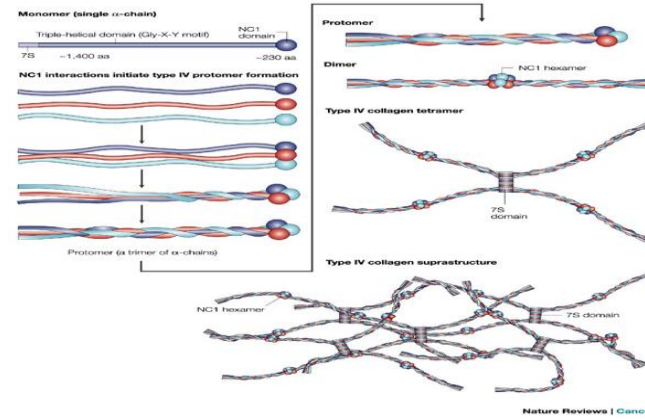 Monomer (single α-chain)
Triple-helical domain (Gly-X-Y motif)
NC1
domain
7S
~1,400 aa
~230 aa
NC1 interactions initiate type IV protomer formation
Protomer (a trimer of α-chains)
Protomer
Dimer
NC1 hexamer
Type IV collagen tetramer
7S
domain
Type IV collagen suprastructure
NC1 hexamer
7S domain
Nature Reviews | Canc